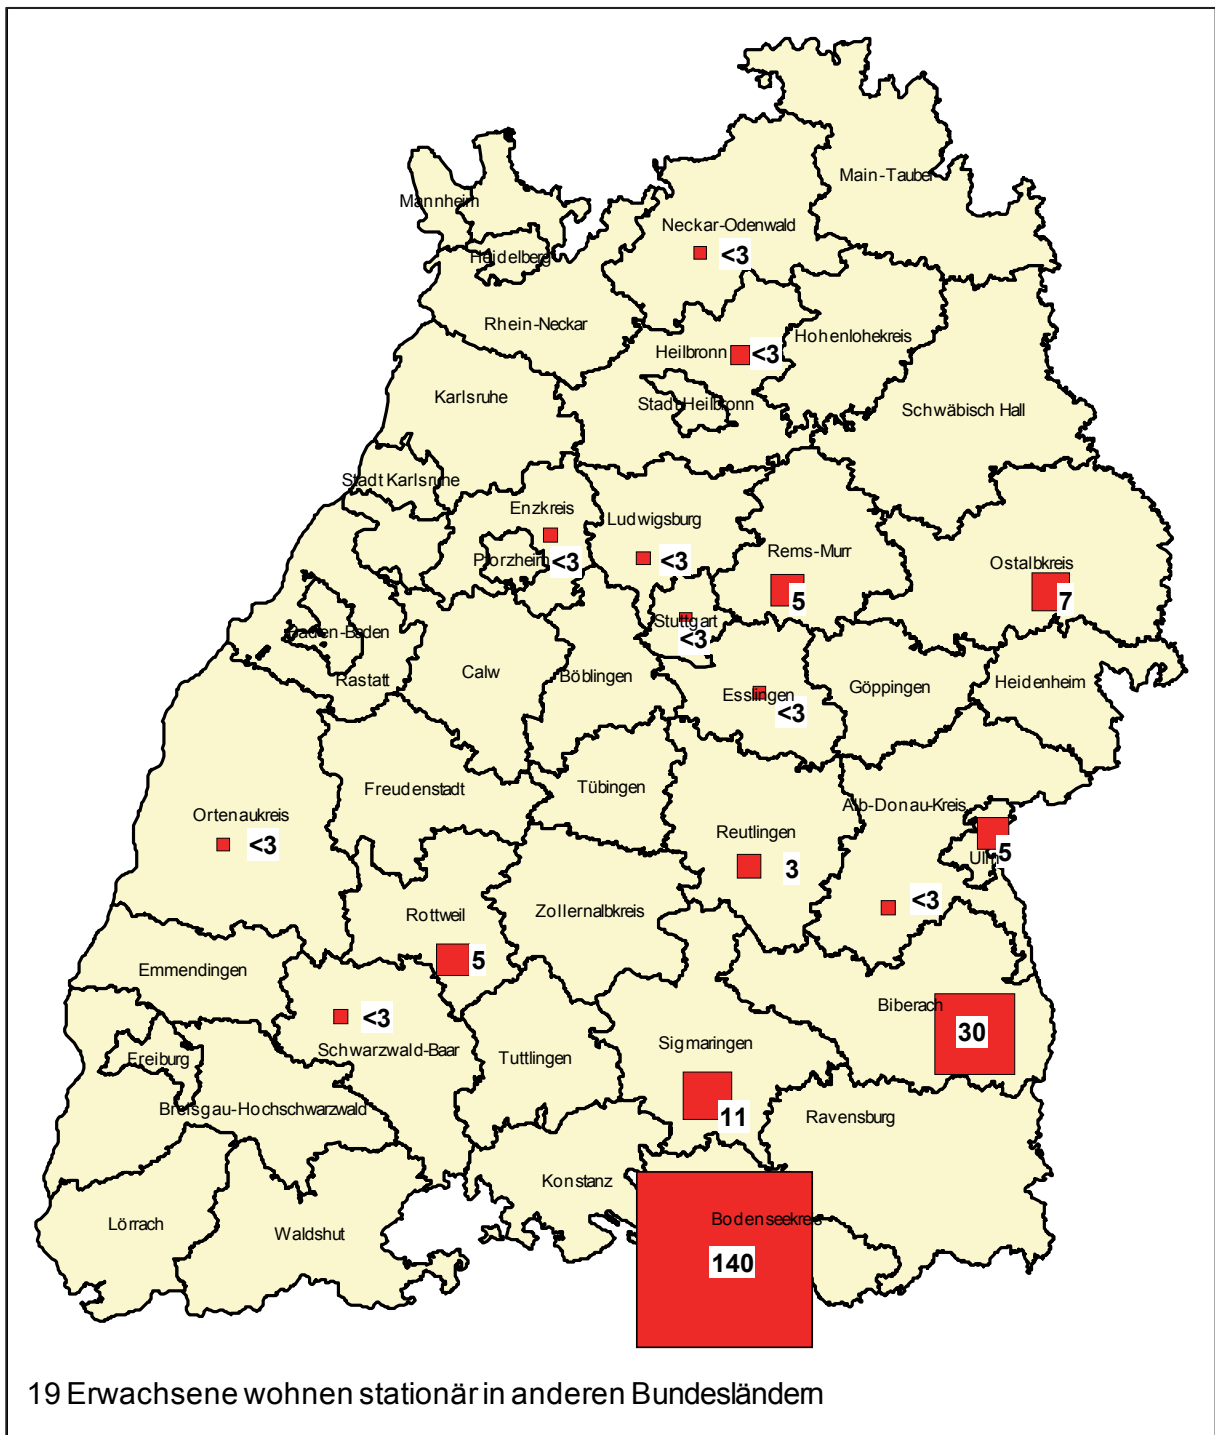 Main-Tauber
Mannheim
Neckar-Odenwald
<3
Heidelberg
Rhein-Neckar
Hohenlohekreis
Heilbronn
<3
Karlsruhe
Stadt Heilbronn
Schwäbisch Hall
Stadt Karlsruhe
Enzkreis
Ludwigsburg
Rems-Murr
Ostalbkreis
Pforzheim
<3
<3
5
7
Stuttgart
<3
Baden-Baden
Rastatt
Calw
Böblingen
Esslingen
<3
Göppingen
Heidenheim
Freudenstadt
Tübingen
Alb-Donau-Kreis
Ortenaukreis
<3
Reutlingen
3
Ulm
5
<3
Rottweil
5
Zollernalbkreis
Emmendingen
Biberach
30
<3
Schwarzwald-Baar
Freiburg
Tuttlingen
Sigmaringen
11
Breisgau-Hochschwarzwald
Ravensburg
Konstanz
Lörrach
Waldshut
Bodenseekrei
140
19 Erwachsene wohnen stationär in anderen Bundesländern